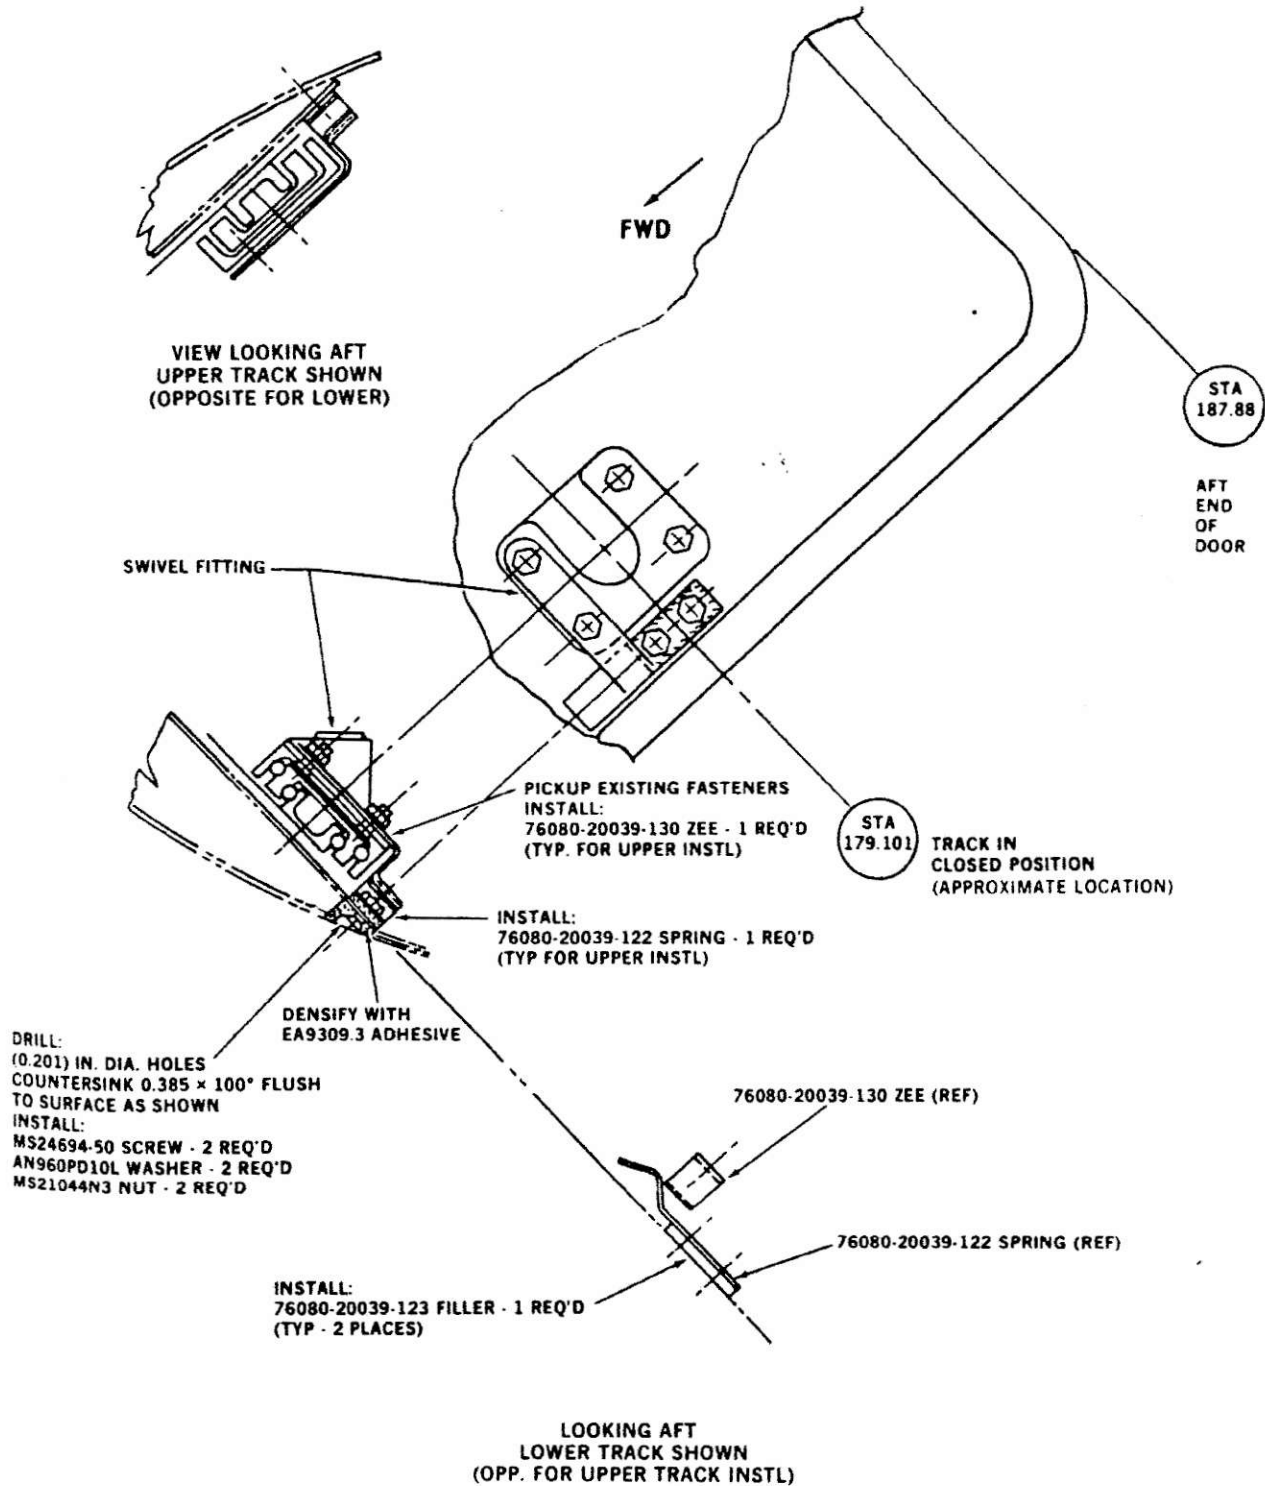 VIEW LOOKING AFT
UPPER TRACK SHOWN
(OPPOSITE FOR LOWER)
FWD
STA
187.88
AFT
END
OF
DOOR
SWIVEL FITTING
PICKUP EXISTING FASTENERS
INSTALL:
76080-20039-130 ZEE - 1 REQ'D
(TYP. FOR UPPER INSTL)
STA
179.101
TRACK IN
CLOSED POSITION
(APPROXIMATE LOCATION)
INSTALL:
76080-20039-122 SPRING - 1 REQ'D
(TYP FOR UPPER INSTL)
DENSIFY WITH
EA9309.3 ADHESIVE
DRILL:
(0.201) IN. DIA. HOLES
COUNTERSINK 0.385 × 100° FLUSH
TO SURFACE AS SHOWN
INSTALL:
MS24694-50 SCREW - 2 REQ'D
AN960PD10L WASHER - 2 REQ'D
MS21044N3 NUT - 2 REQ'D
76080-20039-130 ZEE (REF)
76080-20039-122 SPRING (REF)
INSTALL:
76080-20039-123 FILLER - 1 REQ'D
(TYP - 2 PLACES)
LOOKING AFT
LOWER TRACK SHOWN
(OPP. FOR UPPER TRACK INSTL)